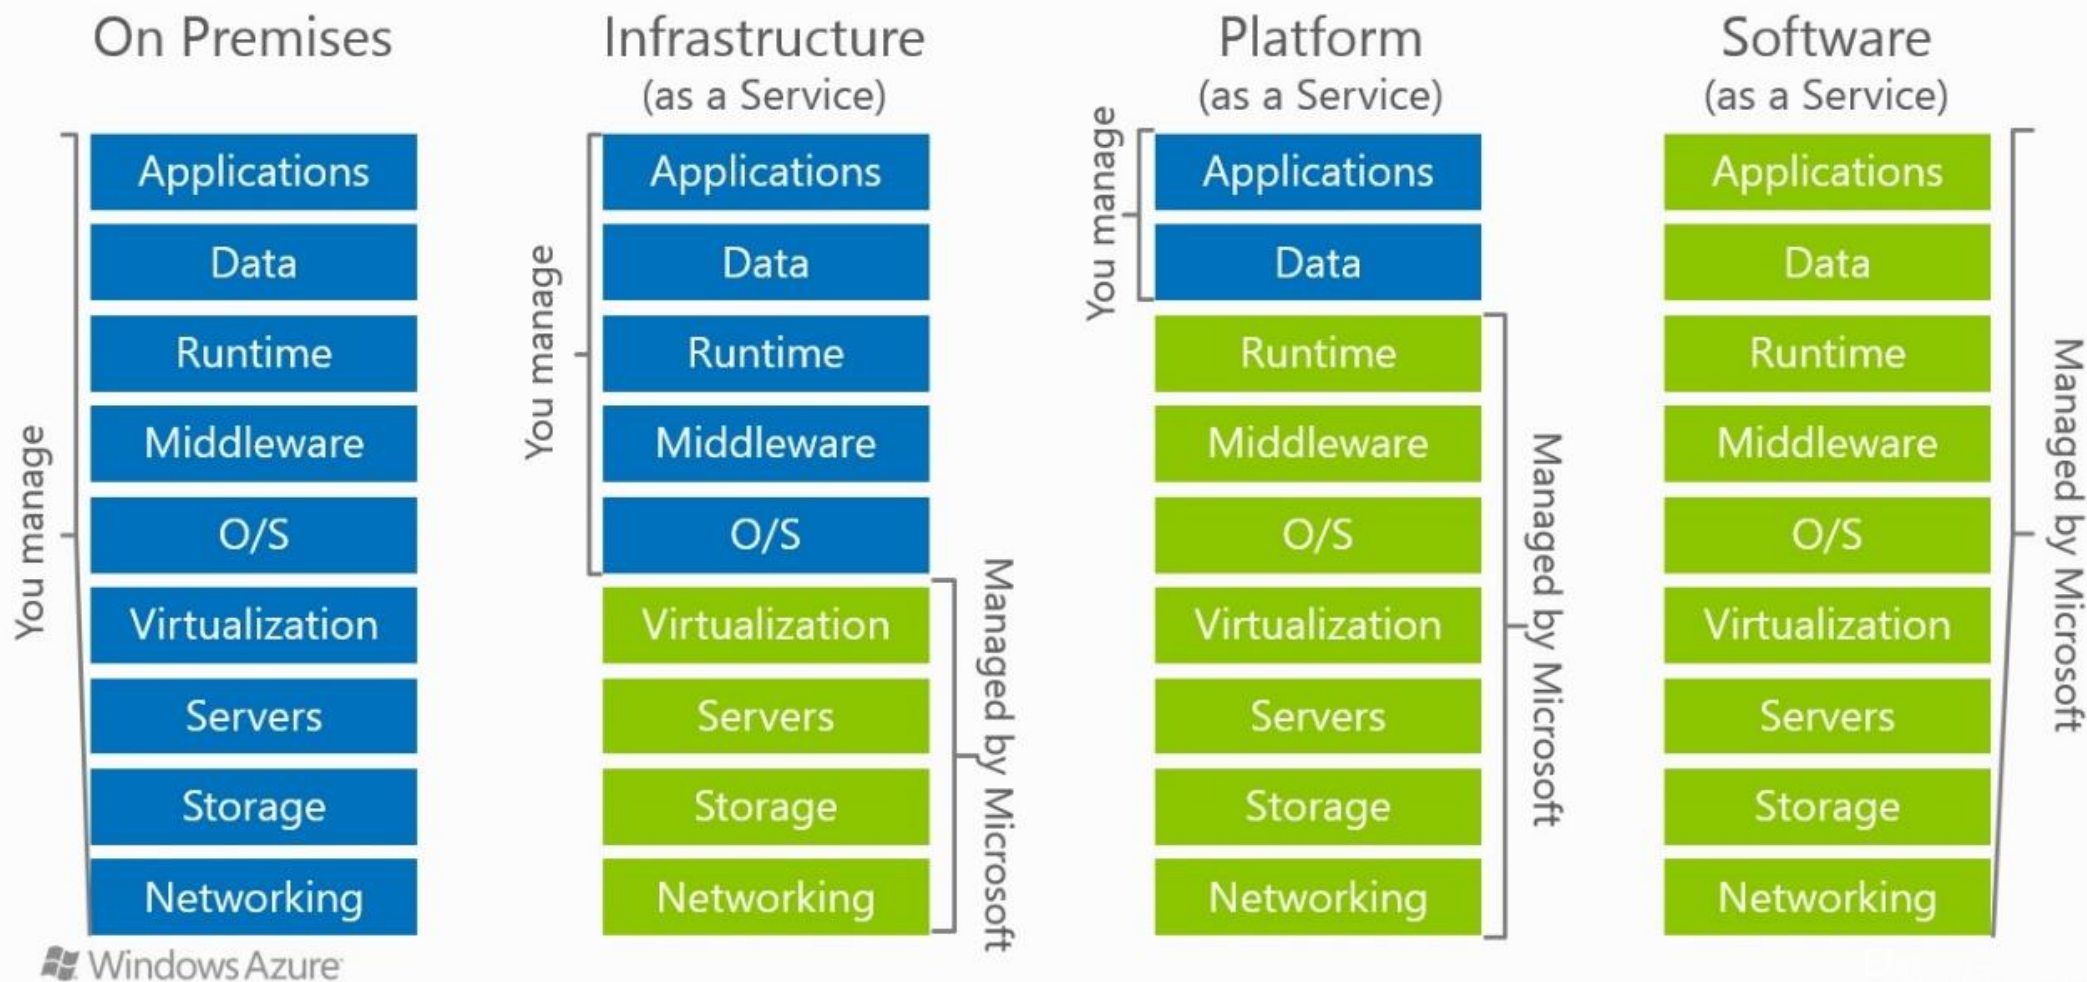 On Premises
You manage
Applications
Data
Runtime
Middleware
O/S
Virtualization
Servers
Storage
Networking
Infrastructure
(as a Service)
You manage
Applications
Data
Runtime
Middleware
O/S
Virtualization
Servers
Storage
Networking
Managed by Microsoft
Platform
(as a Service)
You manage
Applications
Data
Runtime
Middleware
O/S
Virtualization
Servers
Storage
Networking
Managed by Microsoft
Software
(as a Service)
Applications
Data
Runtime
Middleware
O/S
Virtualization
Servers
Storage
Networking
Managed by Microsoft
Windows Azure